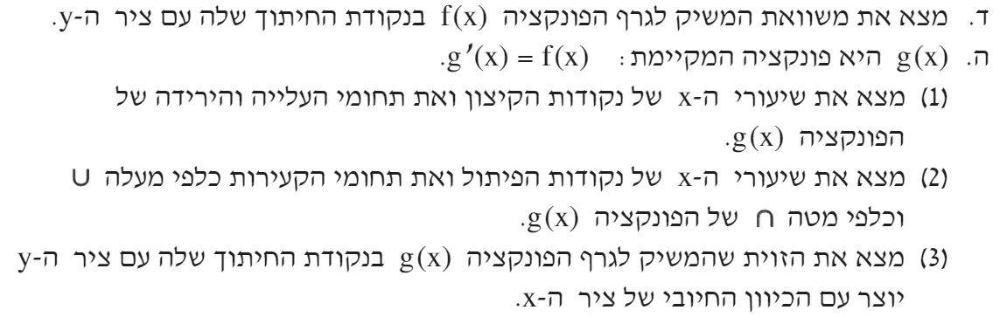 ד. מצא את משוואת המשיק לגרף הפונקציה f(x) בנקודת החיתוך שלה עם ציר ה-y.
ה. g(x) היא פונקציה המקיימת: g′(x) = f(x).
(1) מצא את שיעורי ה-x של נקודות הקיצון ואת תחומי העלייה והירידה של
הפונקציה g(x).
(2) מצא את שיעורי ה-x של נקודות הפיתול ואת תחומי הקעירות כלפי מעלה ∪
וכלפי מטה ∩ של הפונקציה g(x).
(3) מצא את הזוית שהמשיק לגרף הפונקציה g(x) בנקודת החיתוך שלה עם ציר ה-y
יוצר עם הכיוון החיובי של ציר ה-x.